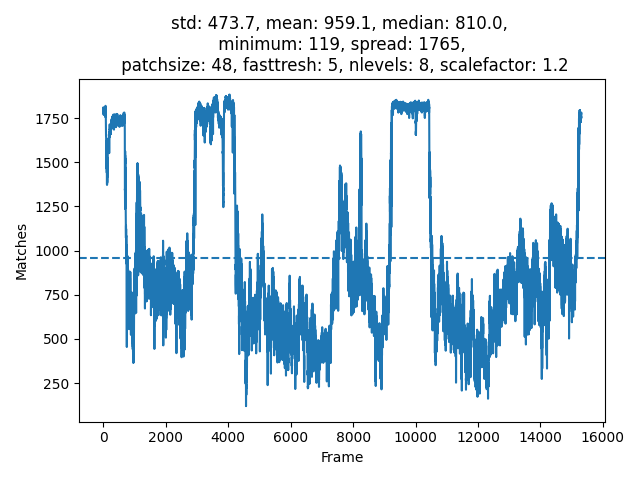 std: 473.7, mean: 959.1, median: 810.0,
minimum: 119, spread: 1765,
patchsize: 48, fasttresh: 5, nlevels: 8, scalefactor: 1.2
Matches
1750
1500
1250
1000
750
500
250
0 2000 4000 6000 8000 10000 12000 14000 16000
Frame